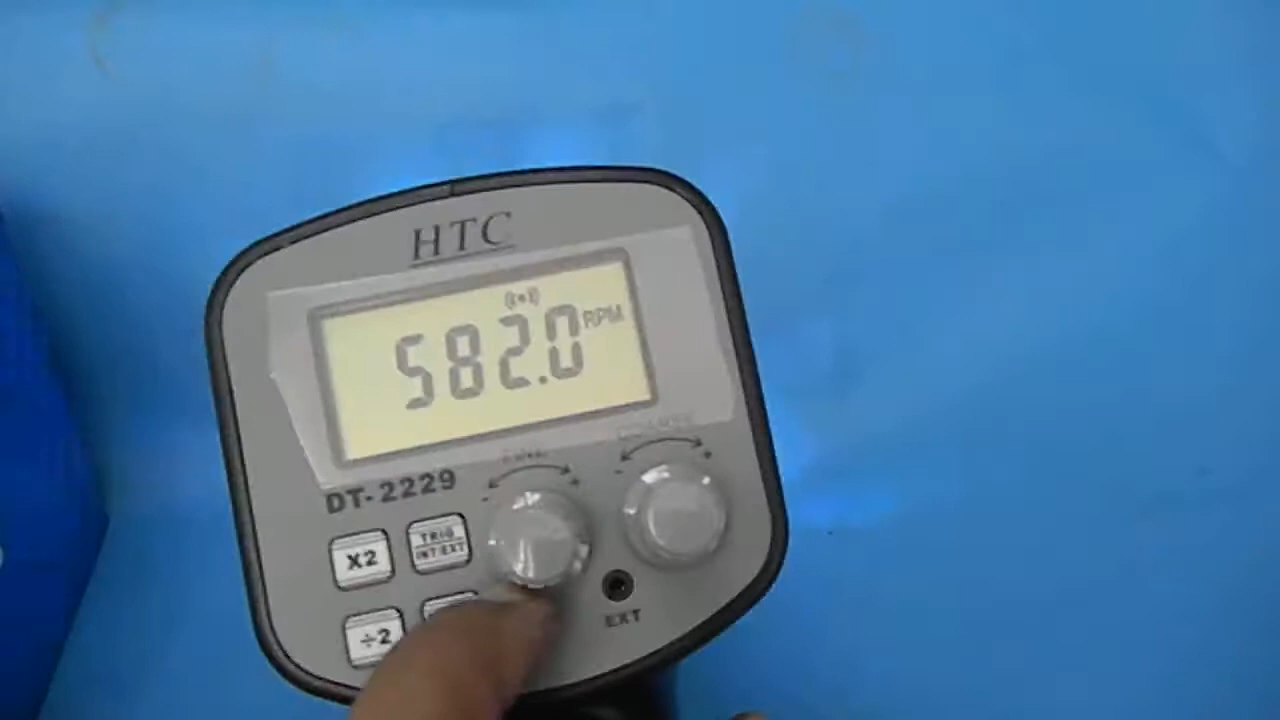 HTC
582.0 RPM
DT-2229
- +
- +
X2
TRIG
INT/EXT
÷2
EXT